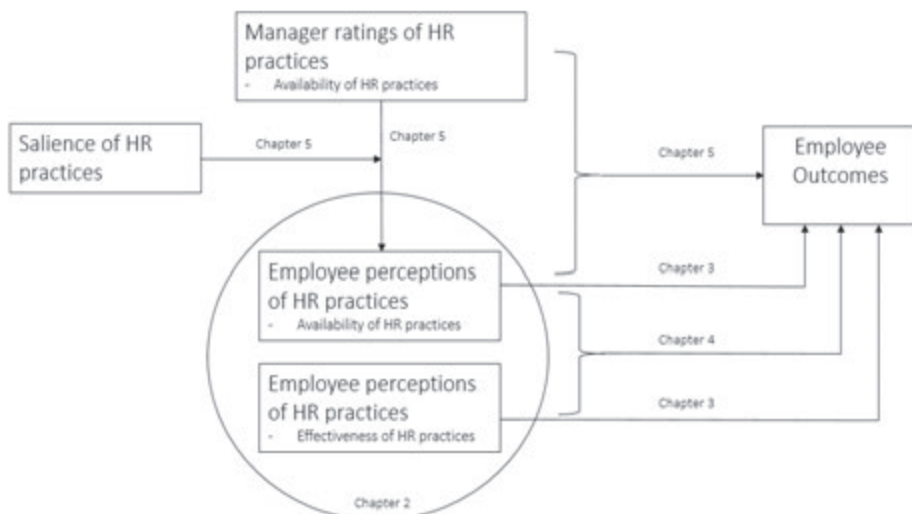 Manager ratings of HR
practices
- Availability of HR practices
Salience of HR
practices
Chapter 5
Chapter 5
Chapter 5
Employee
Outcomes
Employee perceptions
of HR practices
- Availability of HR practices
Chapter 3
Chapter 4
Employee perceptions
of HR practices
- Effectiveness of HR practices
Chapter 3
Chapter 2